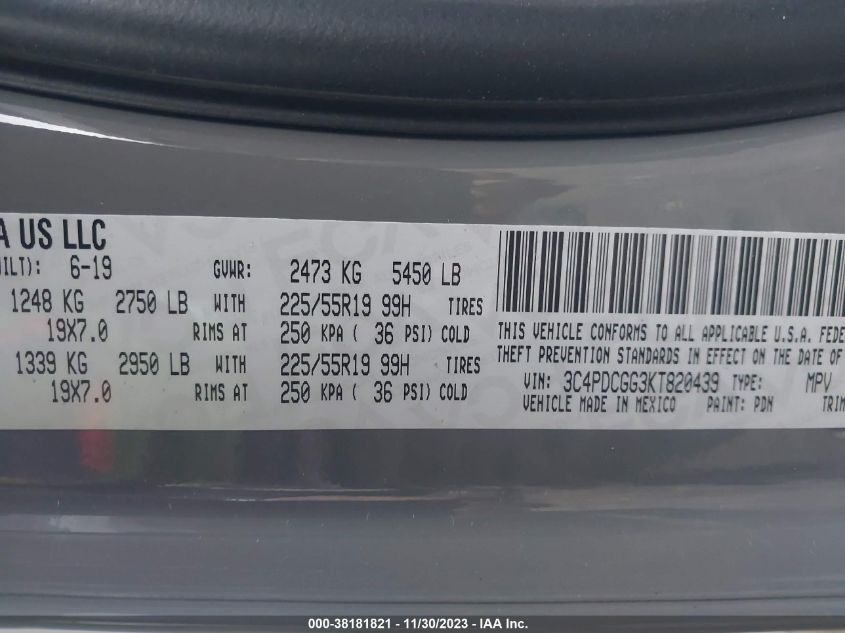 A US LLC
ILT): 6-19 GVWR: 2473 KG 5450 LB
1248 KG 2750 LB WITH 225/55R19 99H TIRES
19X7.0 RIMS AT 250 KPA ( 36 PSI) COLD
1339 KG 2950 LB WITH 225/55R19 99H TIRES
19X7.0 RIMS AT 250 KPA ( 36 PSI) COLD
THIS VEHICLE CONFORMS TO ALL APPLICABLE U.S.A. FEDE
THEFT PREVENTION STANDARDS IN EFFECT ON THE DATE OF
VIN: 3C4PDCGG3KT820439 TYPE: MPV
VEHICLE MADE IN MEXICO PAINT: PDN TRIM
000-38181821 - 11/30/2023 - IAA Inc.